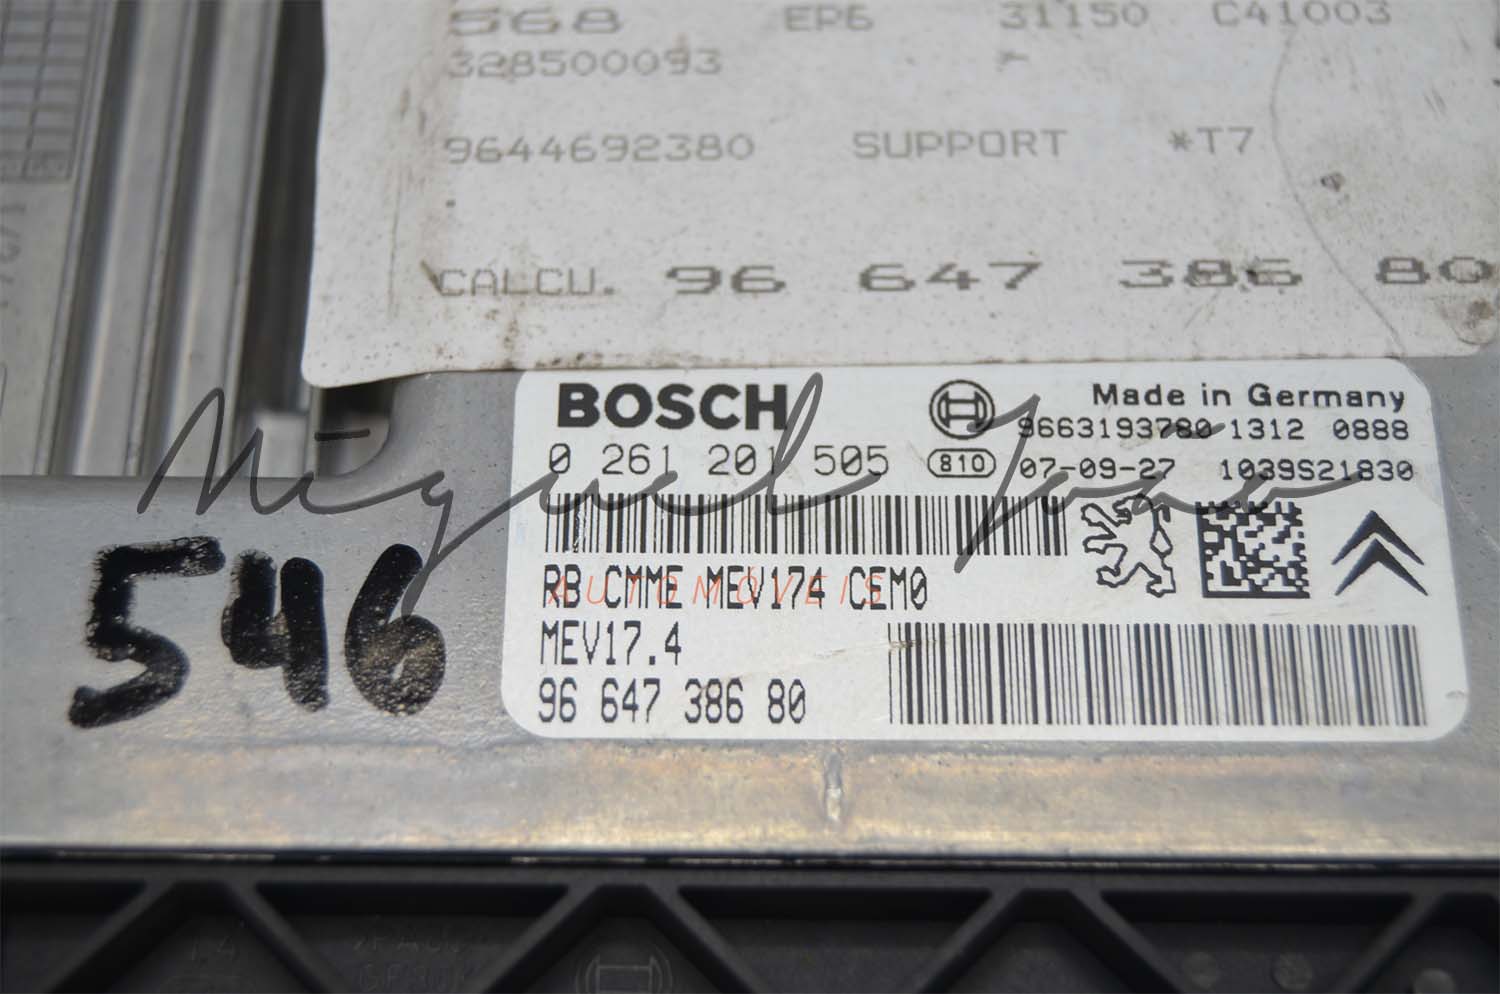 568 EP6 31150 C41003
328500093
9644692380 SUPPORT *T7
CALCU. 96 647 386 80
BOSCH Made in Germany
9663193780 1312 0888
0 261 201 505 810 07-09-27 1039S21830
Miguel João
AUTOMÓVEIS
RB CMME MEV174 CEM0
MEV17.4
96 647 386 80
546